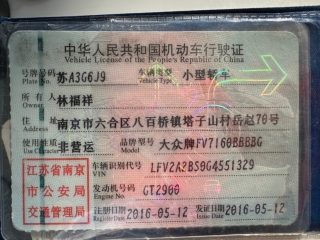 中华人民共和国机动车行驶证
Vehicle License of the People's Republic of China
号牌号码 苏A3G6J9 车辆类型 小型轿车
Plate No. Vehicle Type
所有人 林福祥
Owner
住址 南京市六合区八百桥镇塔子山村岳赵70号
Address
使用性质 非营运 品牌型号 大众牌FV7160BBBBG
Use Character Model
江苏省南京 车辆识别代号 LFV2A2BS8G4551329
VIN
市公安局 发动机号码 GT2900
Engine No.
交通管理局 注册日期 2016-05-12 发证日期 2016-05-12
Register Date Issue Date